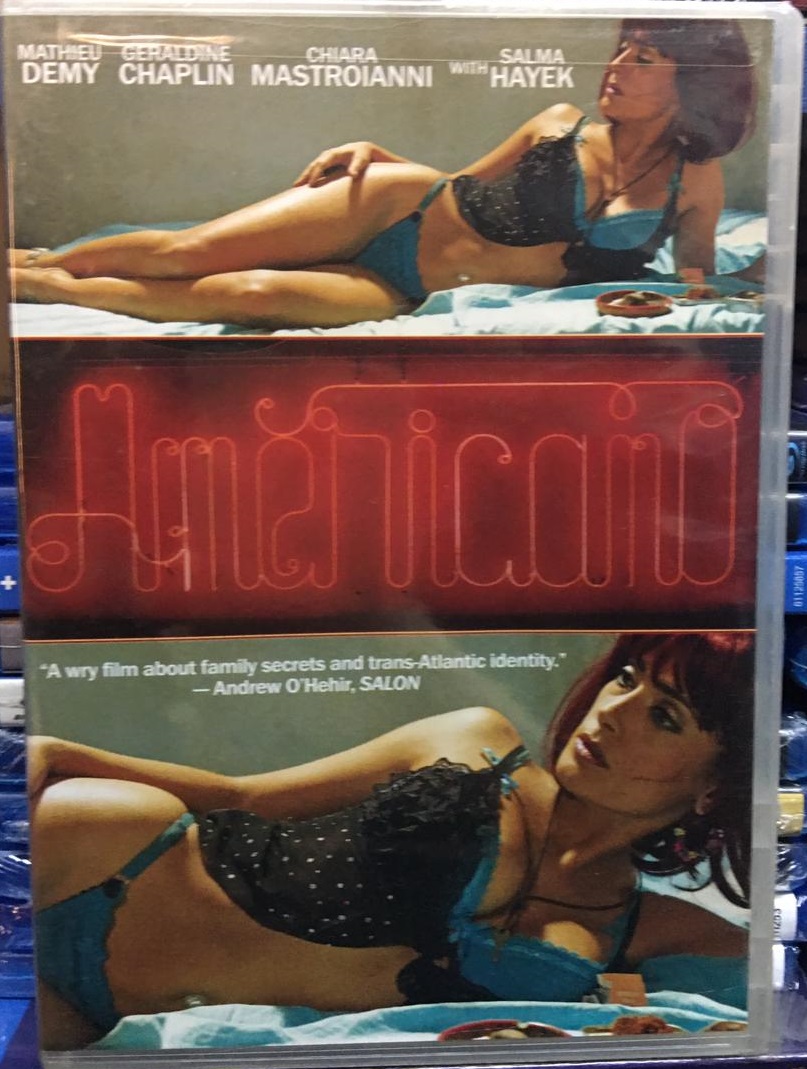 MATHIEU GERALDINE CHIARA SALMA
DEMY CHAPLIN MASTROIANNI WITH HAYEK
Américano
“A wry film about family secrets and trans-Atlantic identity.”
— Andrew O’Hehir, SALON